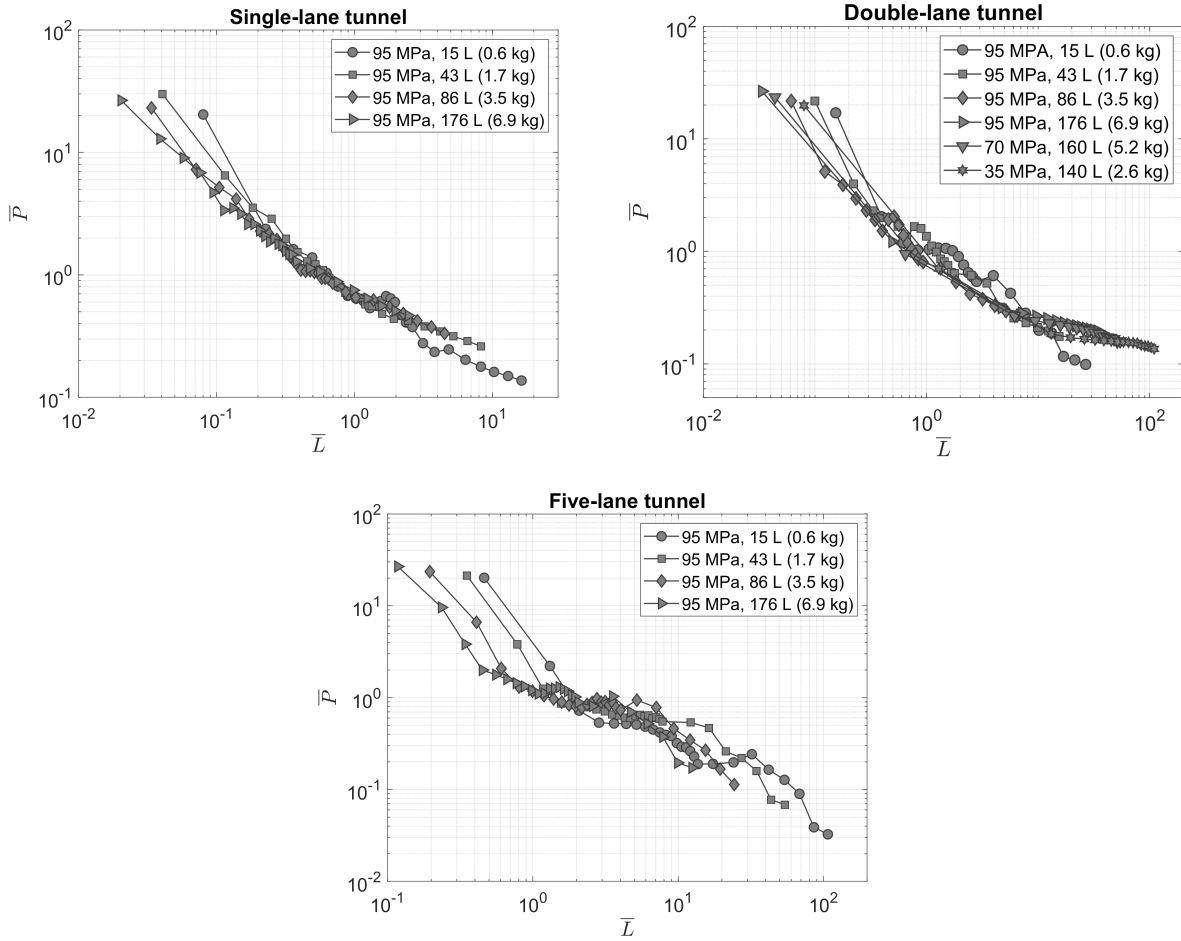 Single-lane tunnel
10^2
10^1
10^0
10^-1
P̅
10^-2
10^-1
10^0
10^1
L̅
95 MPa, 15 L (0.6 kg)
95 MPa, 43 L (1.7 kg)
95 MPa, 86 L (3.5 kg)
95 MPa, 176 L (6.9 kg)
Double-lane tunnel
10^2
10^1
10^0
10^-1
P̅
10^-2
10^0
10^2
L̅
95 MPA, 15 L (0.6 kg)
95 MPa, 43 L (1.7 kg)
95 MPa, 86 L (3.5 kg)
95 MPa, 176 L (6.9 kg)
70 MPa, 160 L (5.2 kg)
35 MPa, 140 L (2.6 kg)
Five-lane tunnel
10^2
10^1
10^0
10^-1
10^-2
P̅
10^-1
10^0
10^1
10^2
L̅
95 MPa, 15 L (0.6 kg)
95 MPa, 43 L (1.7 kg)
95 MPa, 86 L (3.5 kg)
95 MPa, 176 L (6.9 kg)